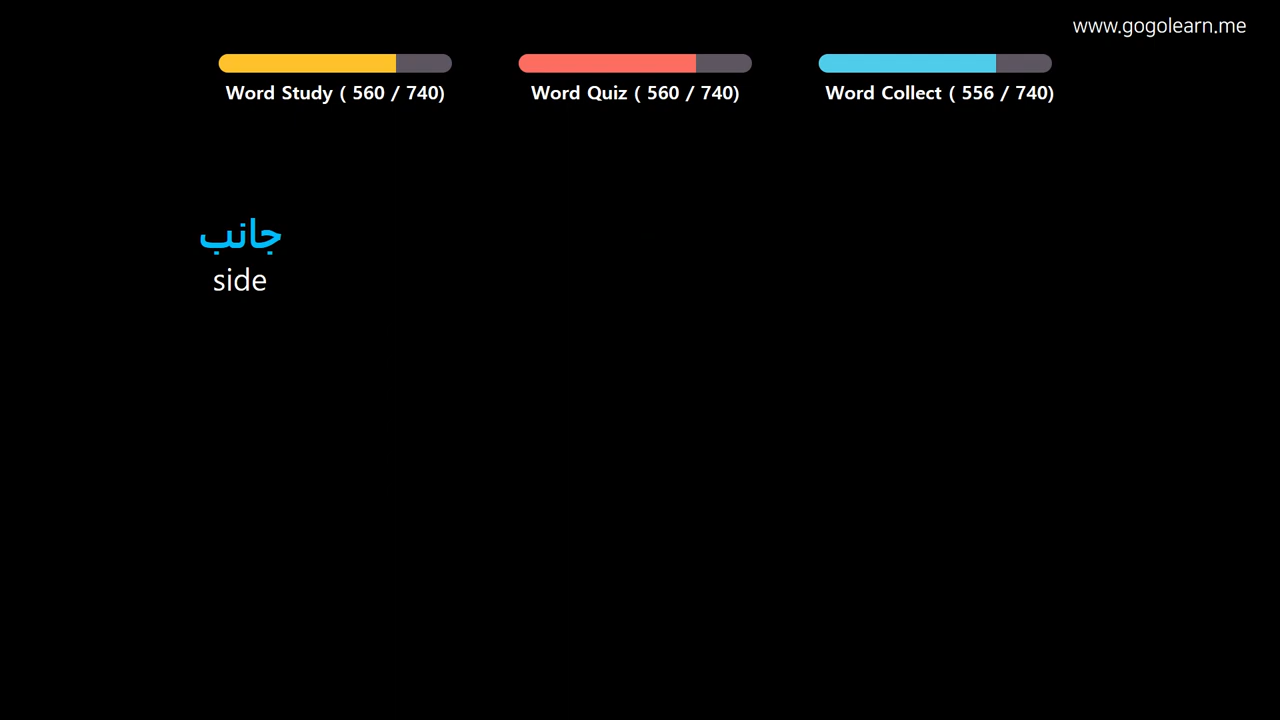 www.gogolearn.me
Word Study ( 560 / 740)
Word Quiz ( 560 / 740)
Word Collect ( 556 / 740)
جانب
side